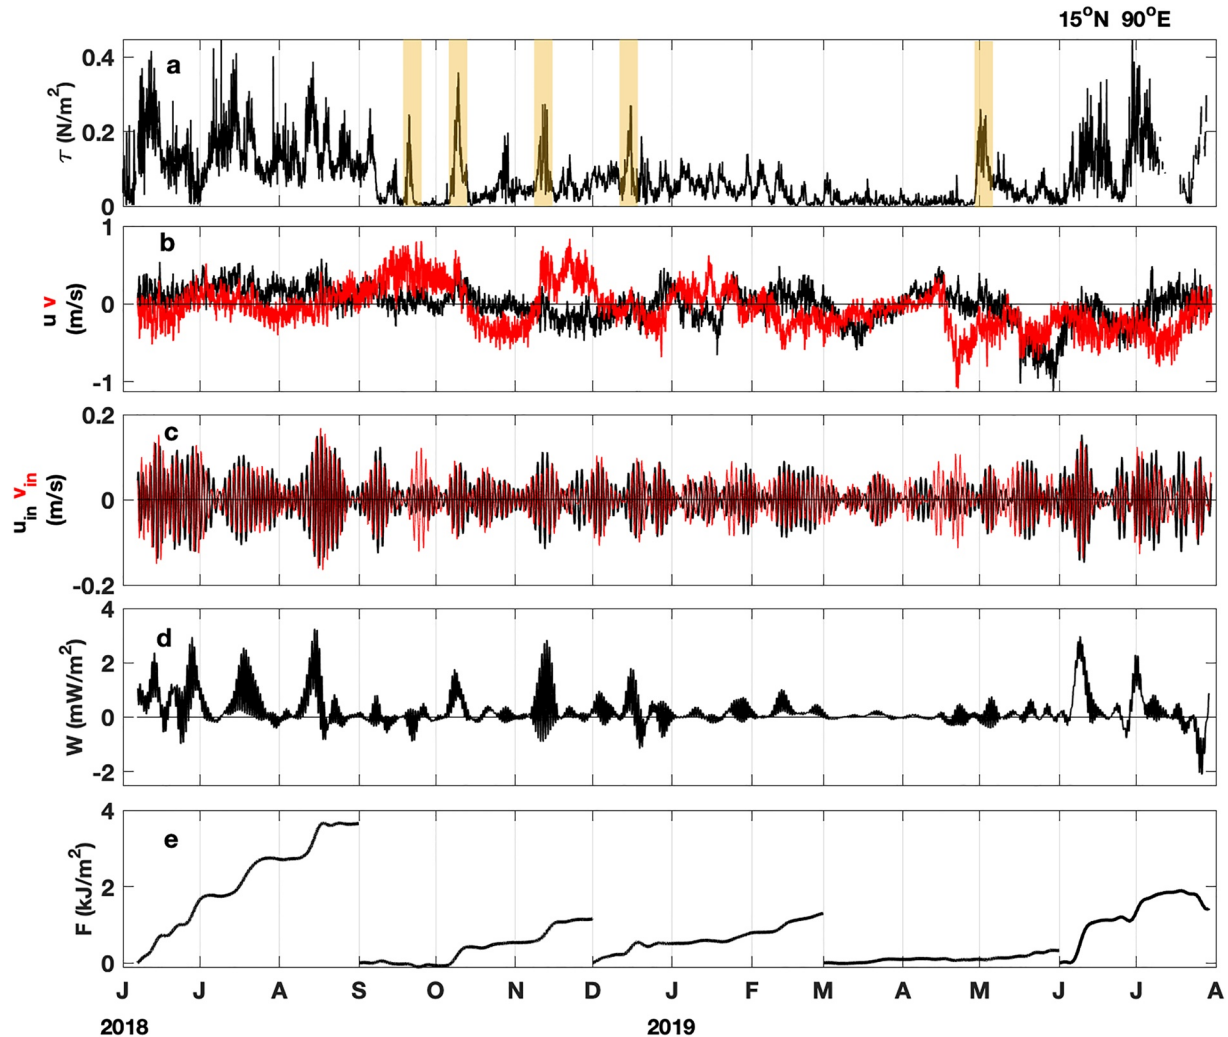 15°N 90°E
a
τ (N/m²)
0.4
0.2
0
b
u v
(m/s)
1
0
-1
c
u_in v_in
(m/s)
0.2
0
-0.2
d
W (mW/m²)
4
2
0
-2
e
F (kJ/m²)
4
2
0
J J A S O N D J F M A M J J A
2018 2019